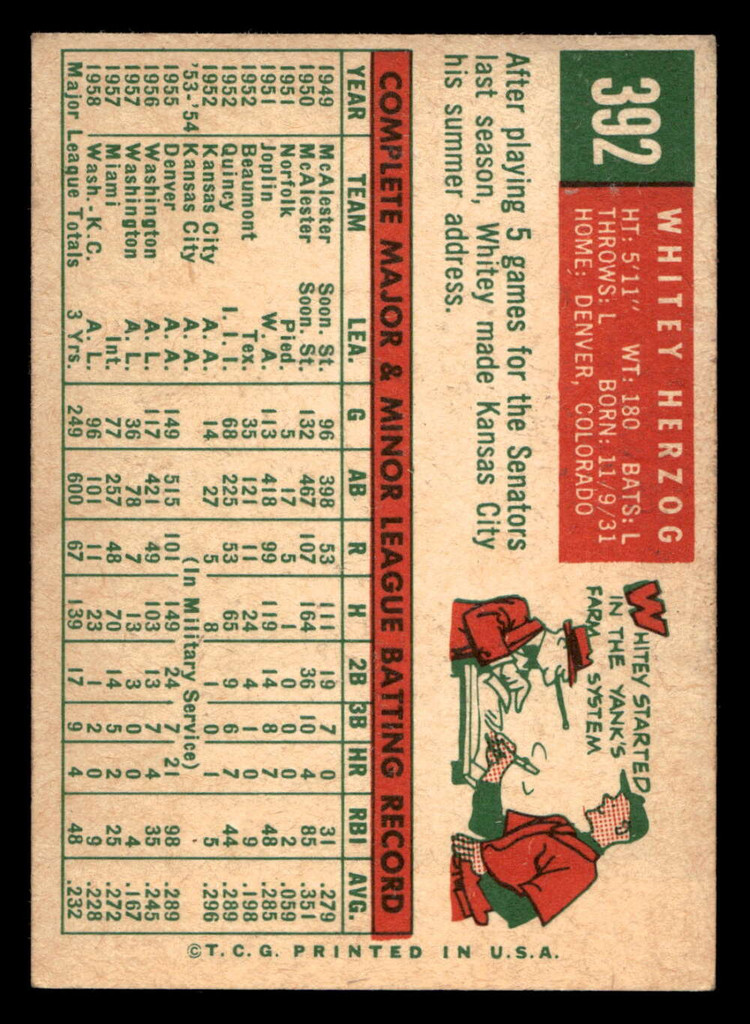 392
WHITEY HERZOG
HT: 5'11" WT: 180 BATS: L
THROWS: L BORN: 11/9/31
HOME: DENVER, COLORADO
After playing 5 games for the Senators
last season, Whitey made Kansas City
his summer address.
WHITEY STARTED
IN THE YANK'S
FARM SYSTEM
COMPLETE MAJOR & MINOR LEAGUE BATTING RECORD
YEAR TEAM LEA. G AB R H 2B 3B HR RBI AVG.
1949 McAlester Soon. St. 96 398 53 111 19 7 0 31 .279
1950 McAlester Soon. St. 132 467 107 164 36 10 4 85 .351
1951 Norfolk Pied. 5 17 5 1 0 0 0 2 .059
1951 Joplin W. A. 113 418 99 119 14 8 7 48 .285
1952 Beaumont Tex. 35 121 11 24 4 1 0 9 .198
1952 Quincy I. I. I. 68 225 53 65 9 6 7 44 .289
1952 Kansas City A. A. 14 27 5 8 1 0 1 5 .296
'53-'54 Kansas City A. A. (In Military Service)
1955 Denver A. A. 149 515 101 149 24 7 21 98 .289
1956 Washington A. L. 117 421 49 103 13 7 4 35 .245
1957 Washington A. L. 36 78 7 13 3 0 0 4 .167
1957 Miami Int. 77 257 48 70 14 5 2 25 .272
1958 Wash.-K.C. A. L. 96 101 11 23 1 2 0 9 .228
Major League Totals 3 Yrs. 249 600 67 139 17 9 4 48 .232
©T.C.G. PRINTED IN U.S.A.